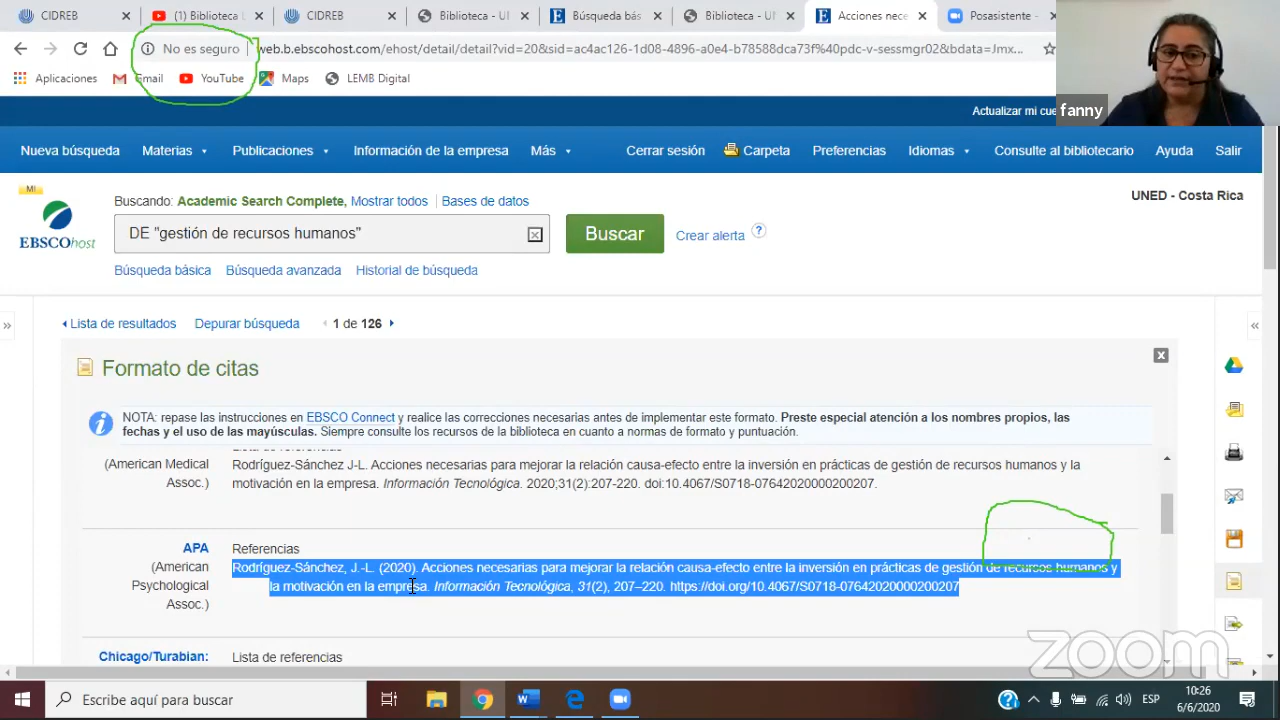 CIDREB
(1) Biblioteca
CIDREB
Biblioteca - U
Búsqueda bás
Biblioteca - U
Acciones nece
Posasistente -
No es seguro
web.b.ebscohost.com/ehost/detail/detail?vid=20&sid=ac4ac126-1d08-4896-a0e4-b78588dca73f%40pdc-v-sessmgr02&bdata=Jmx...
Aplicaciones
Gmail
YouTube
Maps
LEMB Digital
fanny
Actualizar mi cue
Nueva búsqueda
Materias
Publicaciones
Información de la empresa
Más
Cerrar sesión
Carpeta
Preferencias
Idiomas
Consulte al bibliotecario
Ayuda
Salir
MI
EBSCOhost
Buscando: Academic Search Complete, Mostrar todos | Bases de datos
UNED - Costa Rica
DE "gestión de recursos humanos"
Buscar
Crear alerta
?
Búsqueda básica
Búsqueda avanzada
Historial de búsqueda
Lista de resultados
Depurar búsqueda
1 de 126
Formato de citas
NOTA: repase las instrucciones en EBSCO Connect y realice las correcciones necesarias antes de implementar este formato. Preste especial atención a los nombres propios, las
fechas y el uso de las mayúsculas. Siempre consulte los recursos de la biblioteca en cuanto a normas de formato y puntuación.
Lista de referencias
(American Medical
Assoc.)
Rodríguez-Sánchez J-L. Acciones necesarias para mejorar la relación causa-efecto entre la inversión en prácticas de gestión de recursos humanos y la
motivación en la empresa. Información Tecnológica. 2020;31(2):207-220. doi:10.4067/S0718-07642020000200207.
APA
(American
Psychological
Assoc.)
Referencias
Rodríguez-Sánchez, J.-L. (2020). Acciones necesarias para mejorar la relación causa-efecto entre la inversión en prácticas de gestión de recursos humanos y
la motivación en la empresa. Información Tecnológica, 31(2), 207–220. https://doi.org/10.4067/S0718-07642020000200207
Chicago/Turabian:
Lista de referencias
zoom
Escribe aquí para buscar
ESP
10:26
6/6/2020